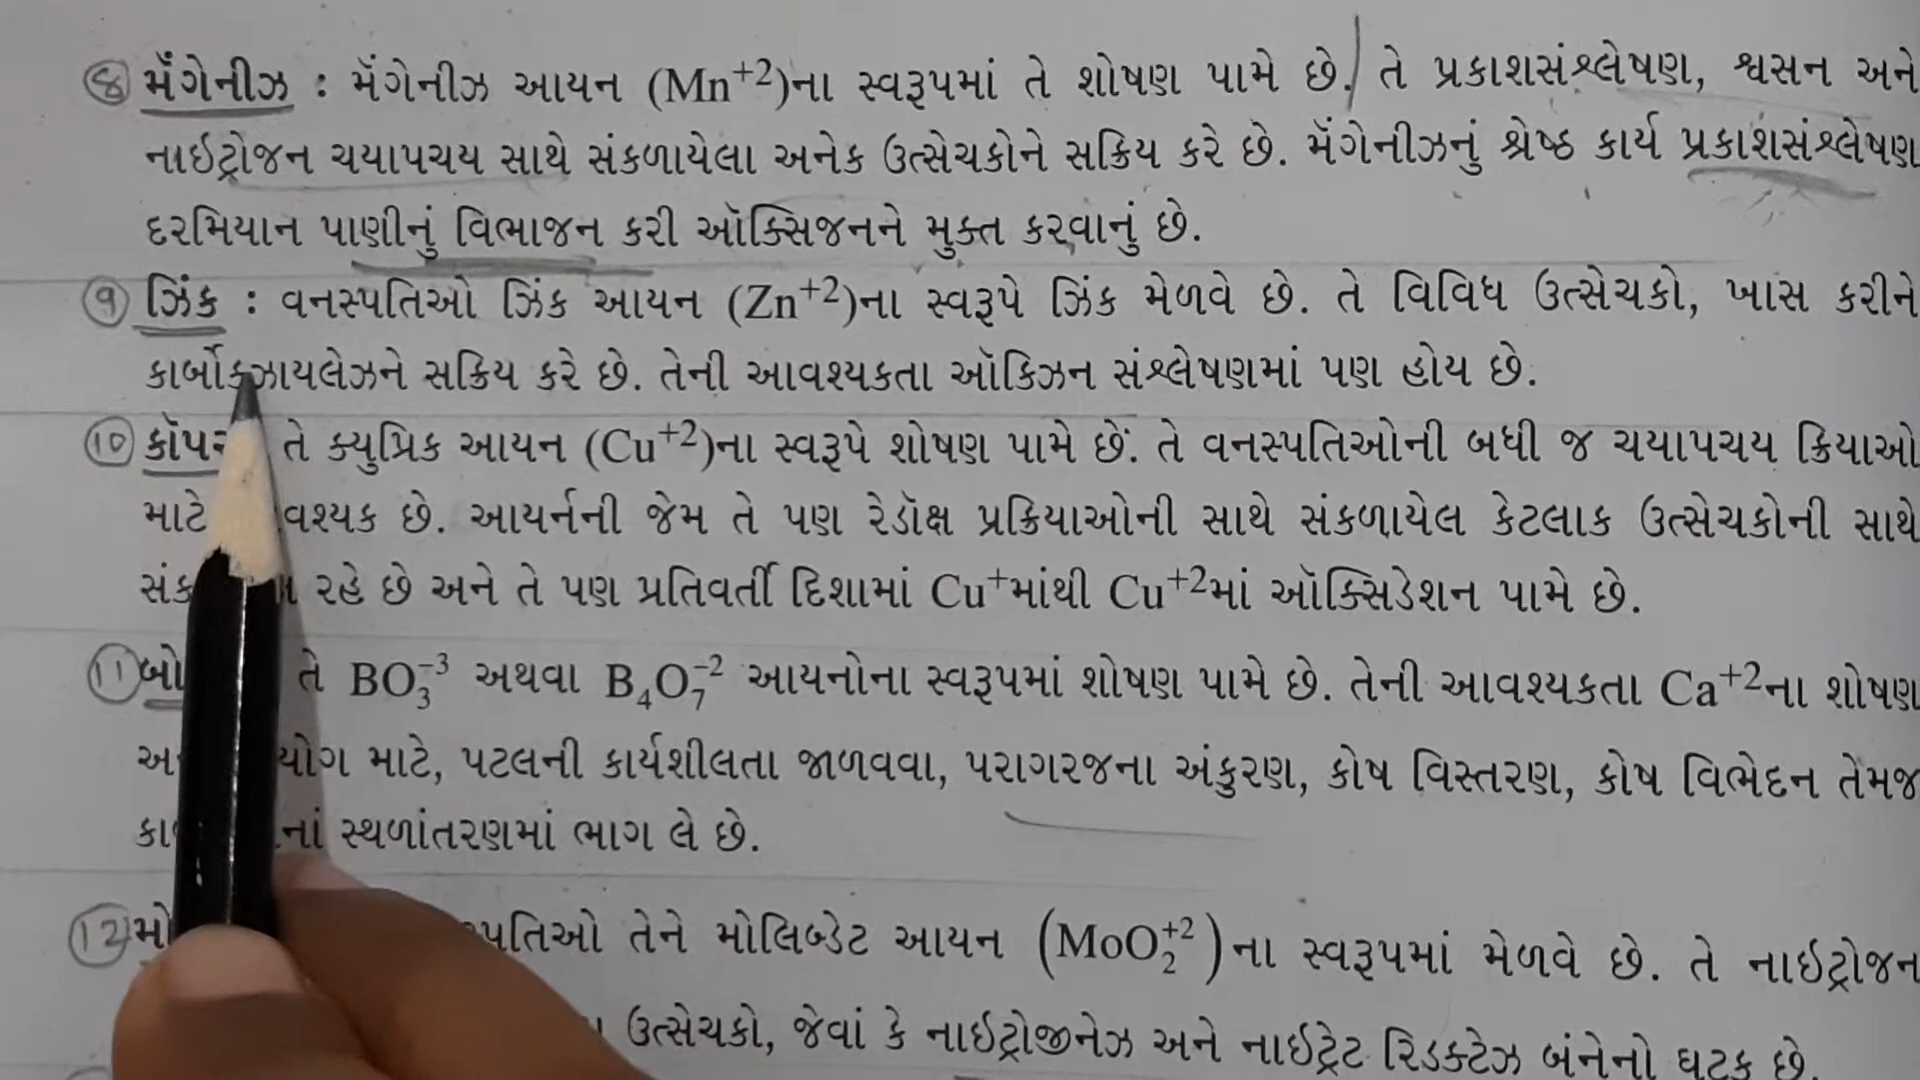 ⑧ મૅંગેનીઝ : મૅંગેનીઝ આયન (Mn+2)ના સ્વરૂપમાં તે શોષણ પામે છે. તે પ્રકાશસંશ્લેષણ, શ્વસન અને
નાઇટ્રોજન ચયાપચય સાથે સંકળાયેલા અનેક ઉત્સેચકોને સક્રિય કરે છે. મૅંગેનીઝનું શ્રેષ્ઠ કાર્ય પ્રકાશસંશ્લેષણ
દરમિયાન પાણીનું વિભાજન કરી ઑક્સિજનને મુક્ત કરવાનું છે.
⑨ ઝિંક : વનસ્પતિઓ ઝિંક આયન (Zn+2)ના સ્વરૂપે ઝિંક મેળવે છે. તે વિવિધ ઉત્સેચકો, ખાસ કરીને
કાર્બોક્ઝાયલેઝને સક્રિય કરે છે. તેની આવશ્યકતા ઑકિઝન સંશ્લેષણમાં પણ હોય છે.
⑩ કૉપર તે ક્યુપ્રિક આયન (Cu+2)ના સ્વરૂપે શોષણ પામે છે. તે વનસ્પતિઓની બધી જ ચયાપચય ક્રિયાઓ
માટે છે. આયર્નની જેમ તે પણ રેડૉક્ષ પ્રક્રિયાઓની સાથે સંકળાયેલ કેટલાક ઉત્સેચકોની સાથે
રહે છે અને તે પણ પ્રતિવર્તી દિશામાં Cu+માંથી Cu+2માં ઑક્સિડેશન પામે છે.
⑪ તે BO3−3 અથવા B4O7−2 આયનોના સ્વરૂપમાં શોષણ પામે છે. તેની આવશ્યકતા Ca+2ના શોષણ
માટે, પટલની કાર્યશીલતા જાળવવા, પરાગરજના અંકુરણ, કોષ વિસ્તરણ, કોષ વિભેદન તેમજ
સ્થળાંતરણમાં ભાગ લે છે.
⑫ તેને મોલિબ્ડેટ આયન (MoO2+2)ના સ્વરૂપમાં મેળવે છે. તે નાઇટ્રોજન
ઉત્સેચકો, જેવાં કે નાઇટ્રોજીનેઝ અને નાઇટ્રેટ રિડક્ટેઝ બંનેનો ઘટક છે.